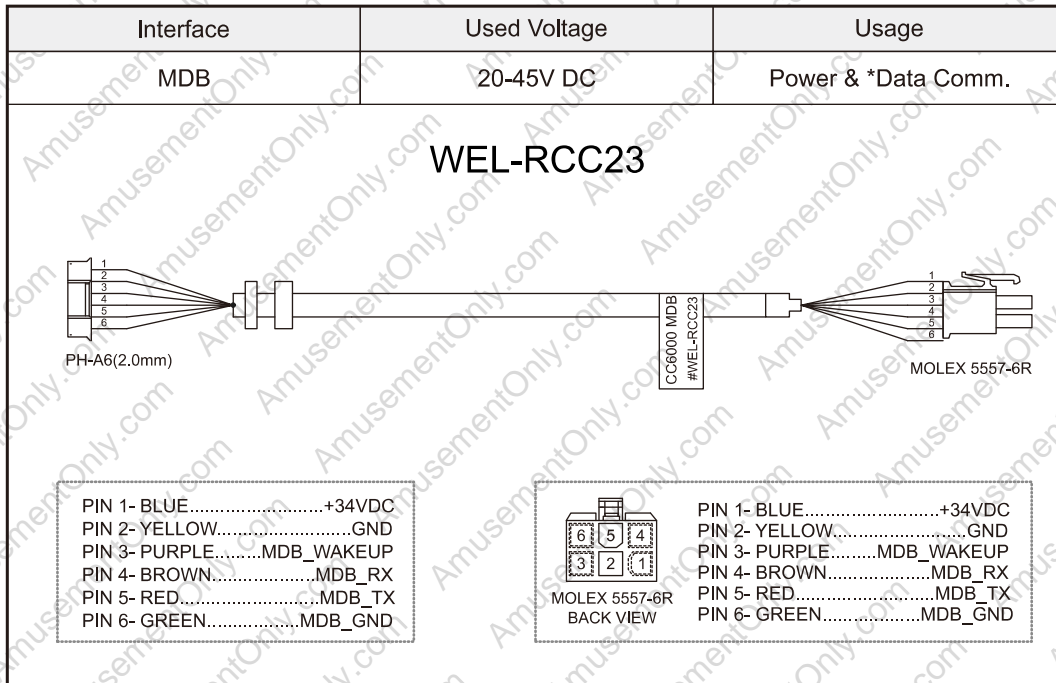 Interface Used Voltage Usage
MDB 20-45V DC Power & *Data Comm.
WEL-RCC23
1
2
3
4
5
6
PH-A6(2.0mm)
CC6000 MDB
#WEL-RCC23
1
2
3
4
5
6
MOLEX 5557-6R
PIN 1- BLUE.......................+34VDC
PIN 2- YELLOW.......................GND
PIN 3- PURPLE........MDB_WAKEUP
PIN 4- BROWN..................MDB_RX
PIN 5- RED........................MDB_TX
PIN 6- GREEN................MDB_GND
6 5 4
3 2 1
MOLEX 5557-6R
BACK VIEW
PIN 1- BLUE.......................+34VDC
PIN 2- YELLOW.......................GND
PIN 3- PURPLE.......MDB_WAKEUP
PIN 4- BROWN..................MDB_RX
PIN 5- RED........................MDB_TX
PIN 6- GREEN..................MDB_GND
AmusementOnly.com